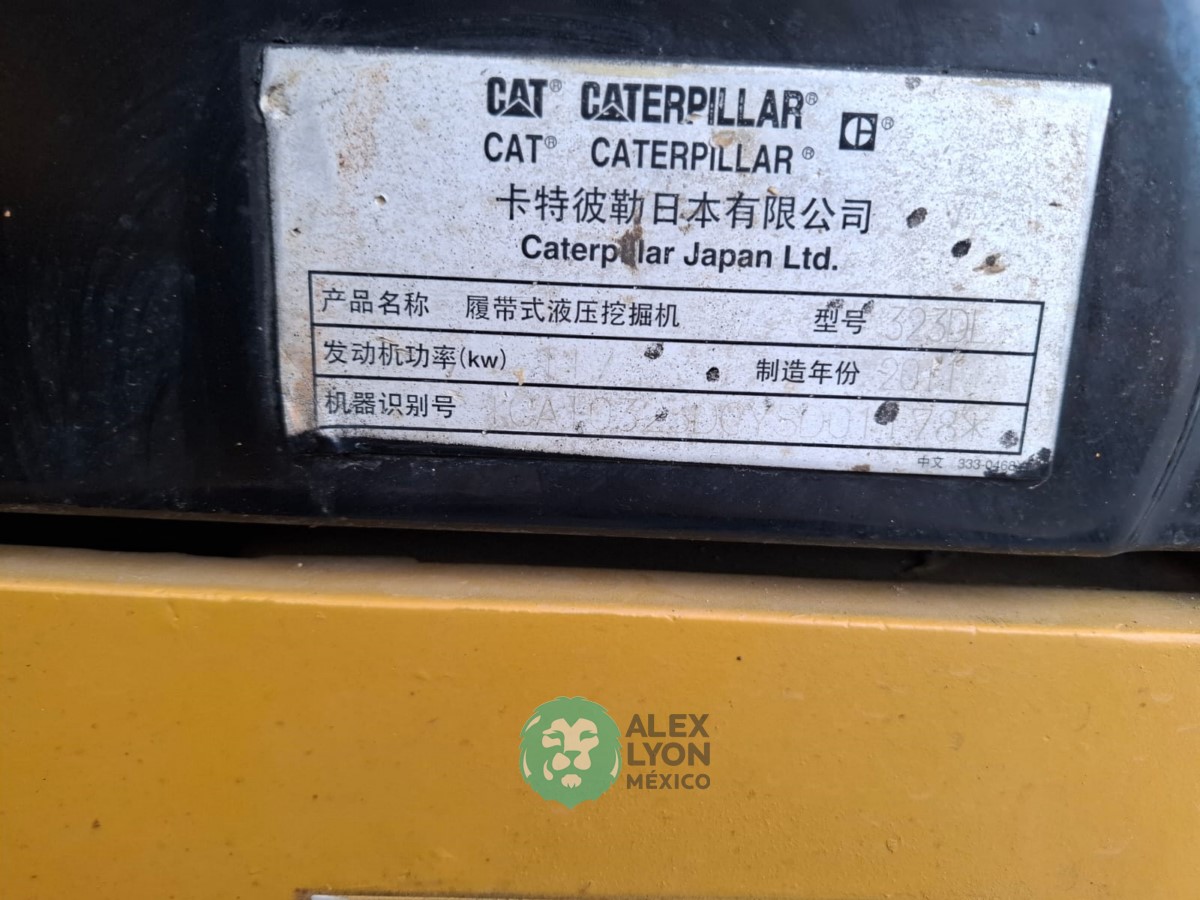 CAT® CATERPILLAR® ®
CAT® CATERPILLAR®
卡特彼勒日本有限公司
Caterpillar Japan Ltd.
产品名称 履带式液压挖掘机 型号 323DL
发动机功率(kw) 制造年份
机器识别号
中文 333-0468
ALEX
LYON
MÉXICO